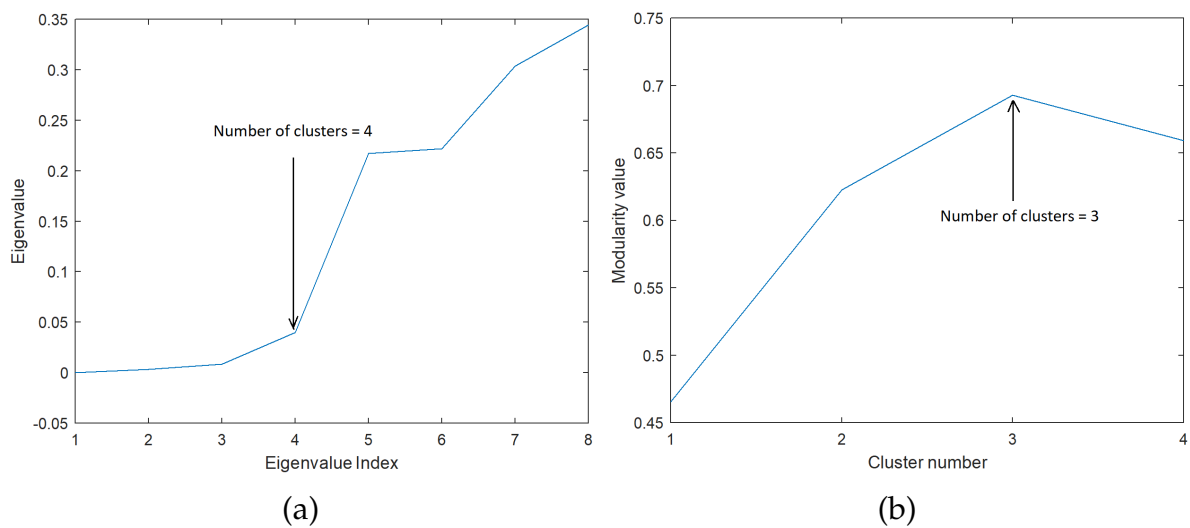 0.35
0.3
0.25
0.2
0.15
0.1
0.05
0
-0.05
Eigenvalue
Number of clusters = 4
1 2 3 4 5 6 7 8
Eigenvalue Index
(a)
0.75
0.7
0.65
0.6
0.55
0.5
0.45
Modularity value
Number of clusters = 3
1 2 3 4
Cluster number
(b)